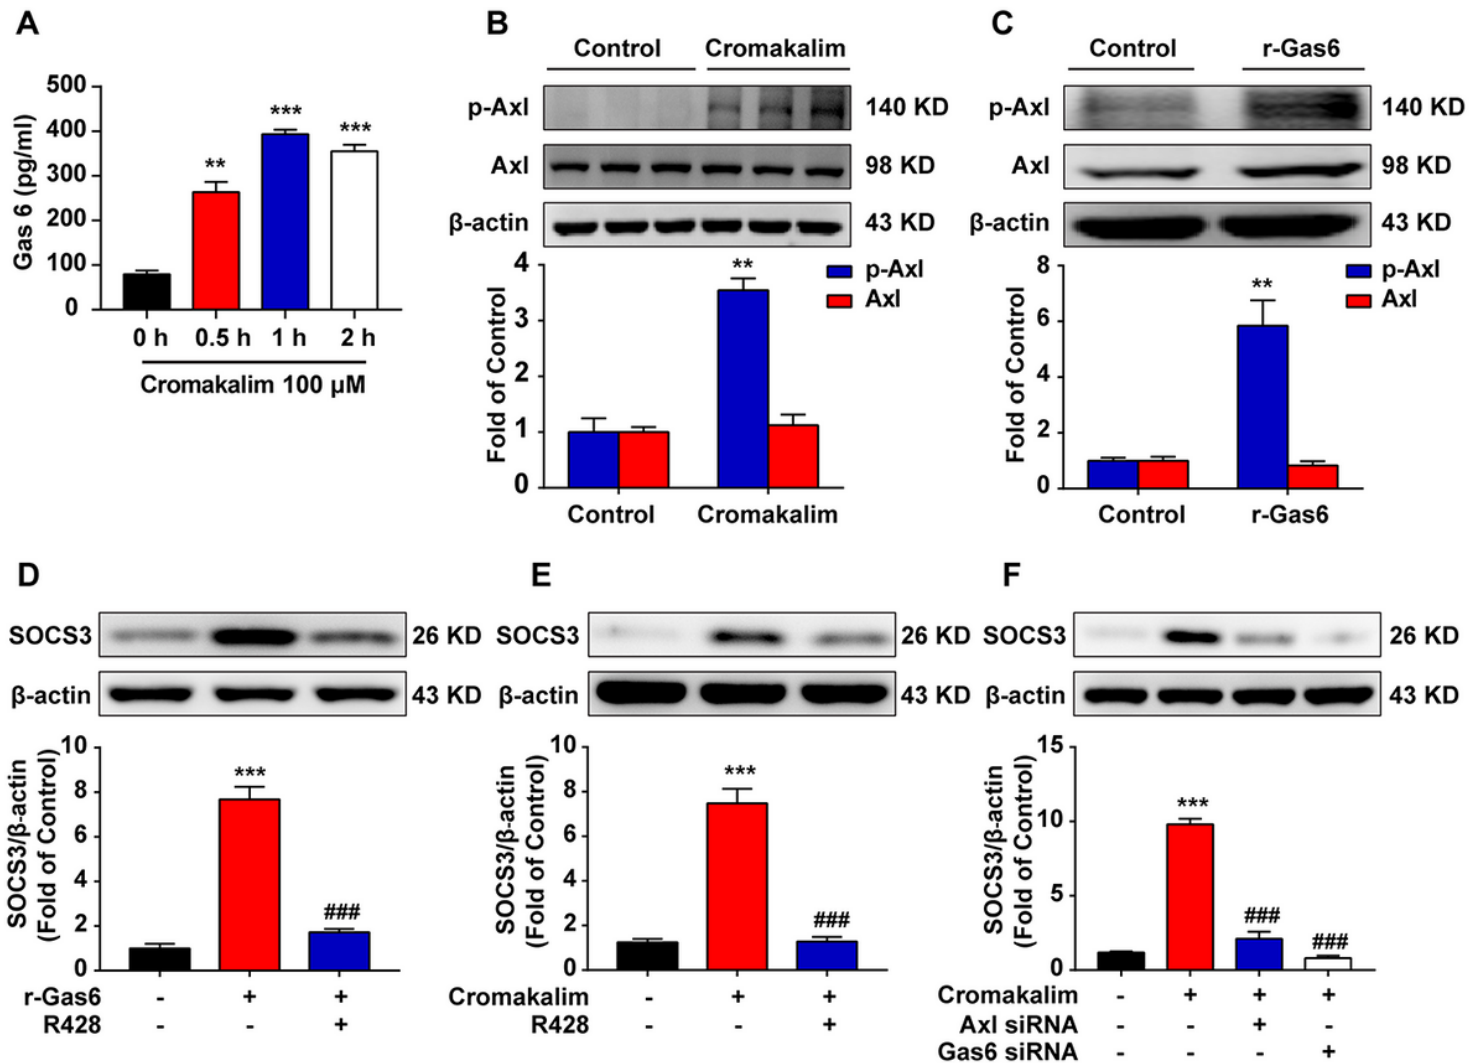 A
500
400
300
200
100
0
Gas 6 (pg/ml)
**
***
***
0 h 0.5 h 1 h 2 h
Cromakalim 100 µM
B
Control Cromakalim
p-Axl 140 KD
Axl 98 KD
β-actin 43 KD
4
3
2
1
0
Fold of Control
**
p-Axl
Axl
Control Cromakalim
C
Control r-Gas6
p-Axl 140 KD
Axl 98 KD
β-actin 43 KD
8
6
4
2
0
Fold of Control
**
p-Axl
Axl
Control r-Gas6
D
SOCS3 26 KD
β-actin 43 KD
10
8
6
4
2
0
SOCS3/β-actin
(Fold of Control)
***
###
r-Gas6 - + +
R428 - - +
E
SOCS3 26 KD
β-actin 43 KD
10
8
6
4
2
0
SOCS3/β-actin
(Fold of Control)
***
###
Cromakalim - + +
R428 - - +
F
SOCS3 26 KD
β-actin 43 KD
15
10
5
0
SOCS3/β-actin
(Fold of Control)
***
###
###
Cromakalim - + + +
Axl siRNA - - + -
Gas6 siRNA - - - +